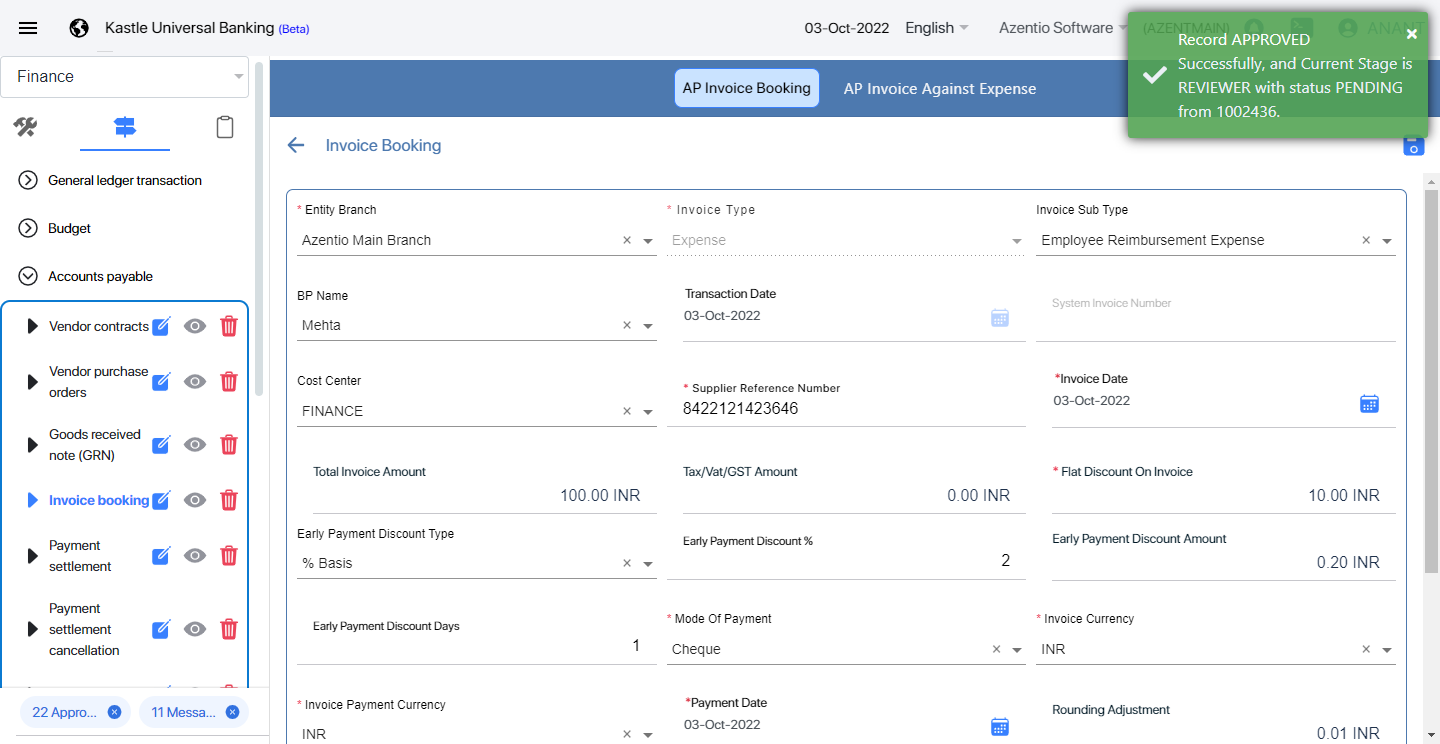 Kastle Universal Banking (Beta)
03-Oct-2022
English
Azentio Software
(AZENTMAIN)
ANANT
Record APPROVED
Successfully, and Current Stage is
REVIEWER with status PENDING
from 1002436.
Finance
General ledger transaction
Budget
Accounts payable
Vendor contracts
Vendor purchase
orders
Goods received
note (GRN)
Invoice booking
Payment
settlement
Payment
settlement
cancellation
22 Appro...
11 Messa...
AP Invoice Booking
AP Invoice Against Expense
Invoice Booking
* Entity Branch
Azentio Main Branch
* Invoice Type
Expense
Invoice Sub Type
Employee Reimbursement Expense
BP Name
Mehta
Transaction Date
03-Oct-2022
System Invoice Number
Cost Center
FINANCE
* Supplier Reference Number
8422121423646
*Invoice Date
03-Oct-2022
Total Invoice Amount
100.00 INR
Tax/Vat/GST Amount
0.00 INR
* Flat Discount On Invoice
10.00 INR
Early Payment Discount Type
% Basis
Early Payment Discount %
2
Early Payment Discount Amount
0.20 INR
Early Payment Discount Days
1
* Mode Of Payment
Cheque
* Invoice Currency
INR
* Invoice Payment Currency
INR
*Payment Date
03-Oct-2022
Rounding Adjustment
0.01 INR